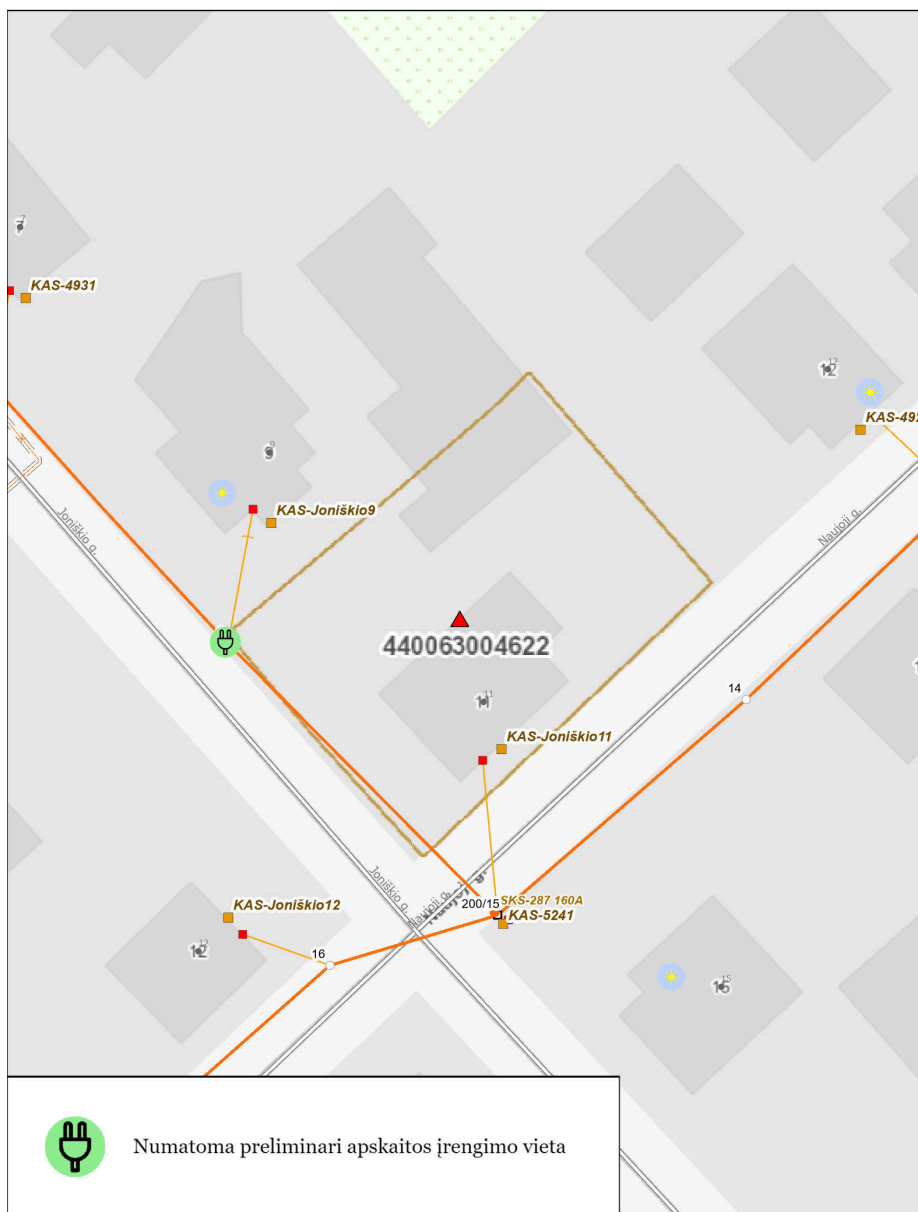 7
KAS-4931
12
KAS-492
9
KAS-Joniškio9
Joniškio g.
Naujoji g.
440063004622
11
14
KAS-Joniškio11
Joniškio g.
Naujoji g.
200/15
SKS-287 160A
KAS-5241
KAS-Joniškio12
12
16
15
Numatoma preliminari apskaitos įrengimo vieta